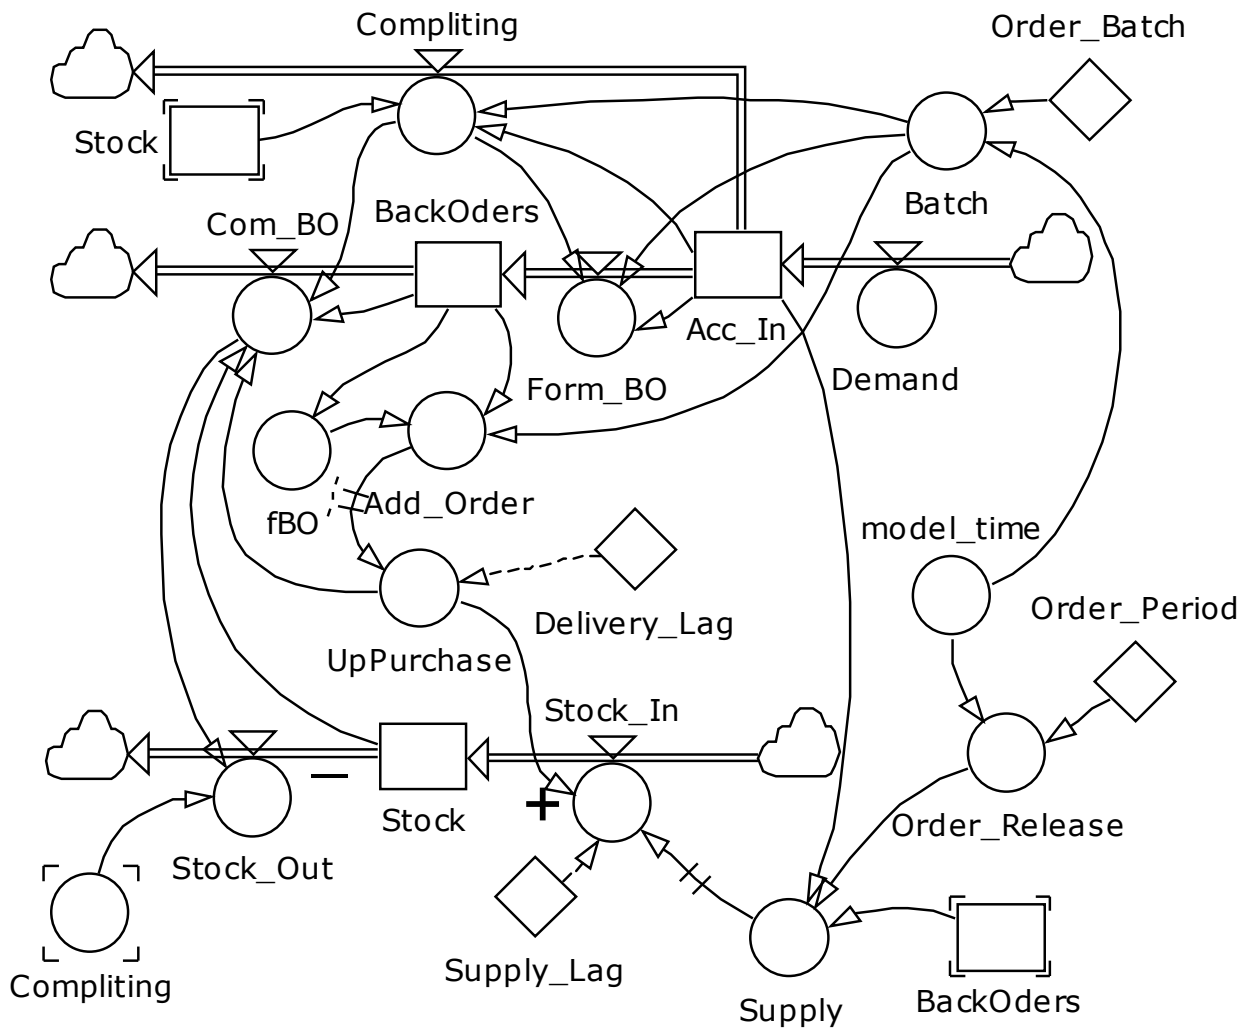 Compliting
Order_Batch
Stock
Batch
Com_BO
BackOders
Acc_In
Demand
Form_BO
fBO
Add_Order
model_time
Delivery_Lag
Order_Period
UpPurchase
Stock_In
Stock
Order_Release
Stock_Out
Supply_Lag
Compliting
BackOders
Supply